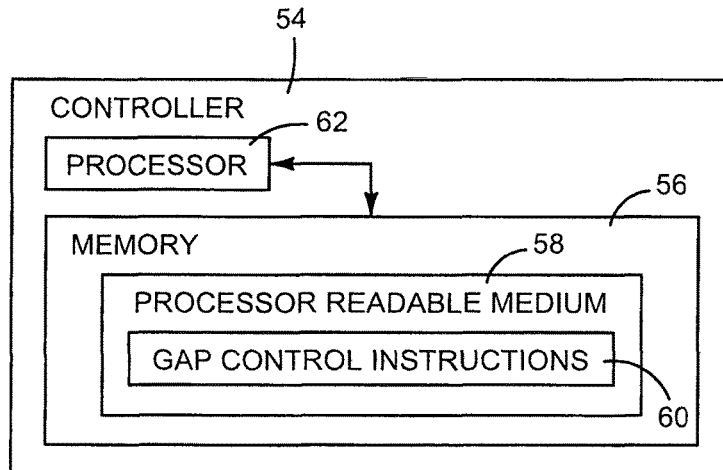 54
CONTROLLER
62
PROCESSOR
56
MEMORY
58
PROCESSOR READABLE MEDIUM
GAP CONTROL INSTRUCTIONS
60